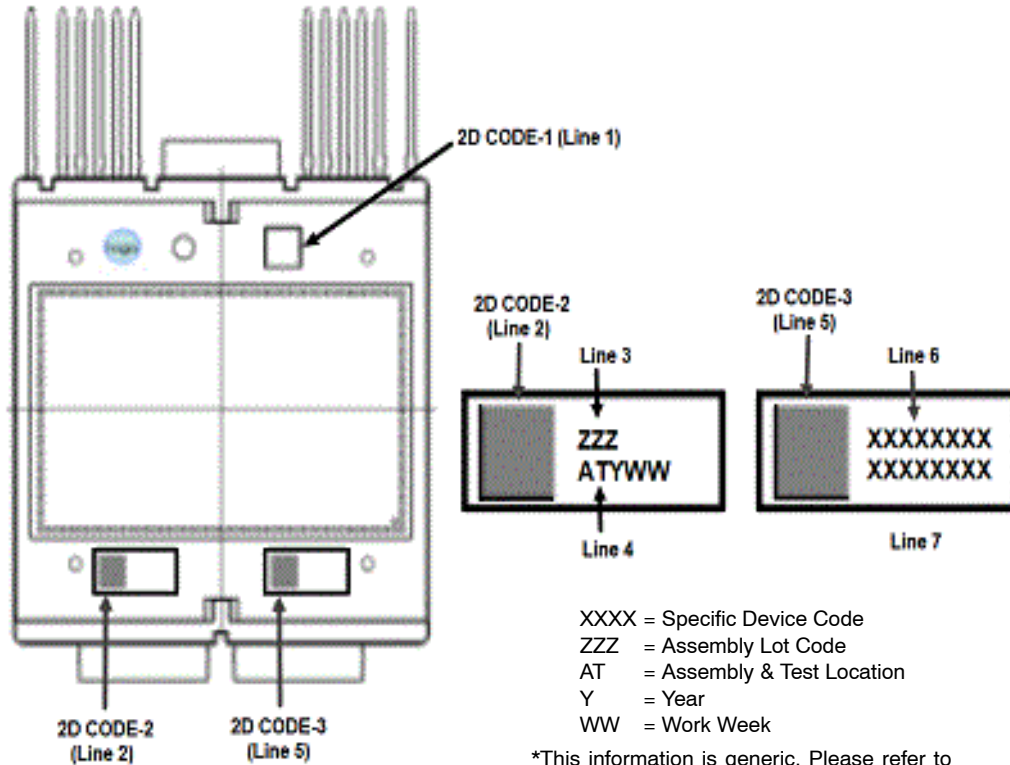 2D CODE-1 (Line 1)
2D CODE-2
(Line 2)
Line 3
ZZZ
ATYWW
Line 4
2D CODE-3
(Line 5)
Line 6
XXXXXXXX
XXXXXXXX
Line 7
2D CODE-2
(Line 2)
2D CODE-3
(Line 5)
XXXX = Specific Device Code
ZZZ = Assembly Lot Code
AT = Assembly & Test Location
Y = Year
WW = Work Week
*This information is generic. Please refer to